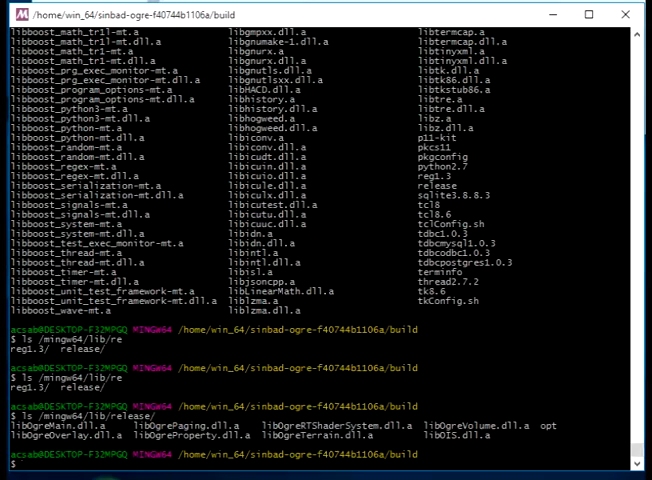 /home/win_64/sinbad-ogre-f40744b1106a/build
libboost_math_tr1l-mt.a libgmpxx.dll.a libtermcap.a
libboost_math_tr1l-mt.dll.a libgnumake-1.dll.a libtermcap.dll.a
libboost_math_tr1-mt.a libgnurx.a libtinyxml.a
libboost_math_tr1-mt.dll.a libgnurx.dll.a libtinyxml.dll.a
libboost_prg_exec_monitor-mt.a libgnutls.dll.a libtk.dll.a
libboost_prg_exec_monitor-mt.dll.a libgnutlsxx.dll.a libtk86.dll.a
libboost_program_options-mt.a libHACD.dll.a libtkstub86.a
libboost_program_options-mt.dll.a libhistory.a libtre.a
libboost_python3-mt.a libhistory.dll.a libtre.dll.a
libboost_python3-mt.dll.a libhogweed.a libz.a
libboost_python-mt.a libhogweed.dll.a libz.dll.a
libboost_python-mt.dll.a libiconv.a p11-kit
libboost_random-mt.a libiconv.dll.a pkcs11
libboost_random-mt.dll.a libicudt.dll.a pkgconfig
libboost_regex-mt.a libicuin.dll.a python2.7
libboost_regex-mt.dll.a libicuio.dll.a reg1.3
libboost_serialization-mt.a libicule.dll.a release
libboost_serialization-mt.dll.a libiculx.dll.a sqlite3.8.8.3
libboost_signals-mt.a libicutest.dll.a tcl8
libboost_signals-mt.dll.a libicutu.dll.a tcl8.6
libboost_system-mt.a libicuuc.dll.a tclConfig.sh
libboost_system-mt.dll.a libidn.a tdbc1.0.3
libboost_test_exec_monitor-mt.a libidn.dll.a tdbcmysql1.0.3
libboost_thread-mt.a libintl.a tdbcodbc1.0.3
libboost_thread-mt.dll.a libintl.dll.a tdbcpostgres1.0.3
libboost_timer-mt.a libisl.a terminfo
libboost_timer-mt.dll.a libjsoncpp.a thread2.7.2
libboost_unit_test_framework-mt.a libLinearMath.dll.a tk8.6
libboost_unit_test_framework-mt.dll.a liblzma.a tkConfig.sh
libboost_wave-mt.a liblzma.dll.a
acsab@DESKTOP-F32MPGQ MINGW64 /home/win_64/sinbad-ogre-f40744b1106a/build
$ ls /mingw64/lib/re
reg1.3/ release/
acsab@DESKTOP-F32MPGQ MINGW64 /home/win_64/sinbad-ogre-f40744b1106a/build
$ ls /mingw64/lib/re
reg1.3/ release/
acsab@DESKTOP-F32MPGQ MINGW64 /home/win_64/sinbad-ogre-f40744b1106a/build
$ ls /mingw64/lib/release/
libOgreMain.dll.a libOgrePaging.dll.a libOgreRTShaderSystem.dll.a libOgreVolume.dll.a opt
libOgreOverlay.dll.a libOgreProperty.dll.a libOgreTerrain.dll.a libOIS.dll.a
acsab@DESKTOP-F32MPGQ MINGW64 /home/win_64/sinbad-ogre-f40744b1106a/build
$